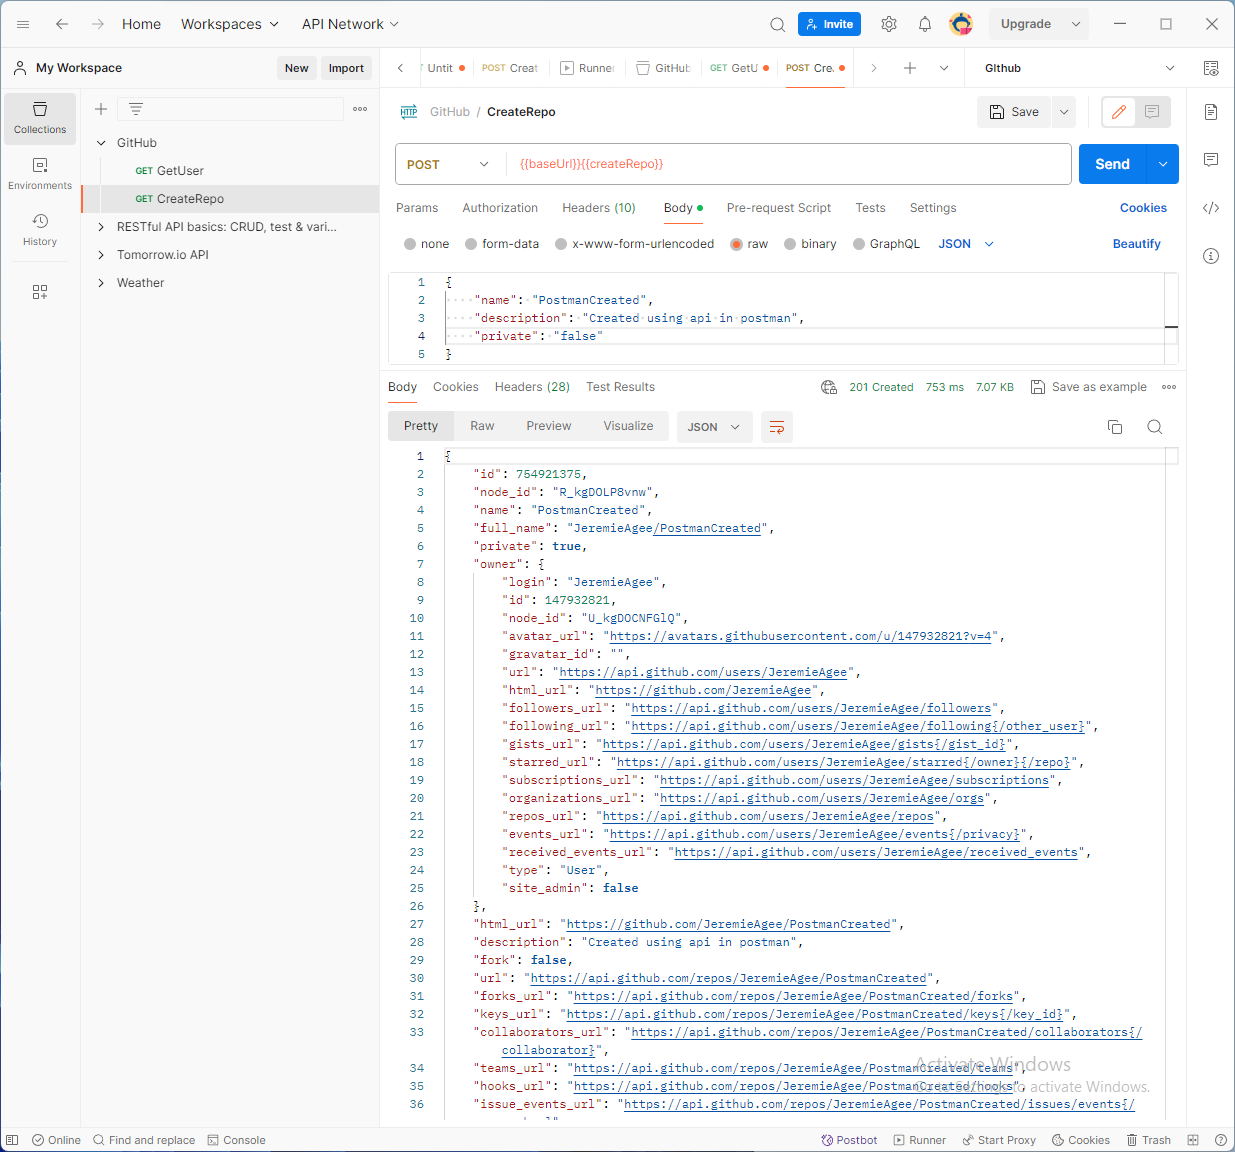 Home Workspaces API Network Invite Upgrade
My Workspace New Import Untit POST Creat Runner GitHub GET GetU POST Cre. GIthub
Collections
Environments
History
GitHub
GET GetUser
GET CreateRepo
RESTful API basics: CRUD, test & vari...
Tomorrow.io API
Weather
HTTP GitHub / CreateRepo Save
POST {{baseUrl}}{{createRepo}} Send
Params Authorization Headers (10) Body Pre-request Script Tests Settings Cookies
none form-data x-www-form-urlencoded raw binary GraphQL JSON Beautify
1 {
2 "name": "PostmanCreated",
3 "description": "Created using api in postman",
4 "private": "false"
5 }
Body Cookies Headers (28) Test Results 201 Created 753 ms 7.07 KB Save as example
Pretty Raw Preview Visualize JSON
1 {
2 "id": 754921375,
3 "node_id": "R_kgDOLP8vnw",
4 "name": "PostmanCreated",
5 "full_name": "JeremieAgee/PostmanCreated",
6 "private": true,
7 "owner": {
8 "login": "JeremieAgee",
9 "id": 147932821,
10 "node_id": "U_kgDOCNFGlQ",
11 "avatar_url": "https://avatars.githubusercontent.com/u/147932821?v=4",
12 "gravatar_id": "",
13 "url": "https://api.github.com/users/JeremieAgee",
14 "html_url": "https://github.com/JeremieAgee",
15 "followers_url": "https://api.github.com/users/JeremieAgee/followers",
16 "following_url": "https://api.github.com/users/JeremieAgee/following{/other_user}",
17 "gists_url": "https://api.github.com/users/JeremieAgee/gists{/gist_id}",
18 "starred_url": "https://api.github.com/users/JeremieAgee/starred{/owner}{/repo}",
19 "subscriptions_url": "https://api.github.com/users/JeremieAgee/subscriptions",
20 "organizations_url": "https://api.github.com/users/JeremieAgee/orgs",
21 "repos_url": "https://api.github.com/users/JeremieAgee/repos",
22 "events_url": "https://api.github.com/users/JeremieAgee/events{/privacy}",
23 "received_events_url": "https://api.github.com/users/JeremieAgee/received_events",
24 "type": "User",
25 "site_admin": false
26 },
27 "html_url": "https://github.com/JeremieAgee/PostmanCreated",
28 "description": "Created using api in postman",
29 "fork": false,
30 "url": "https://api.github.com/repos/JeremieAgee/PostmanCreated",
31 "forks_url": "https://api.github.com/repos/JeremieAgee/PostmanCreated/forks",
32 "keys_url": "https://api.github.com/repos/JeremieAgee/PostmanCreated/keys{/key_id}",
33 "collaborators_url": "https://api.github.com/repos/JeremieAgee/PostmanCreated/collaborators{/
collaborator}",
34 "teams_url": "https://api.github.com/repos/JeremieAgee/PostmanCreated/teams",
35 "hooks_url": "https://api.github.com/repos/JeremieAgee/PostmanCreated/hooks",
36 "issue_events_url": "https://api.github.com/repos/JeremieAgee/PostmanCreated/issues/events{/
Activate Windows
Go to Settings to activate Windows.
Online Find and replace Console Postbot Runner Start Proxy Cookies Trash